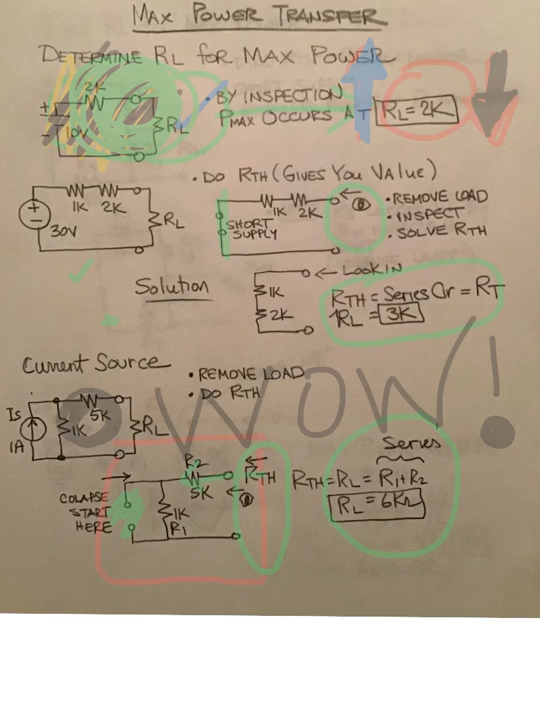 MAX POWER TRANSFER
DETERMINE RL for MAX POWER
2K
+
10V
-
RL
• BY INSPECTION
PMAX OCCURS AT RL=2K
• DO RTH (GIVES YOU VALUE)
1K 2K
+
-
30V
RL
1K 2K
SHORT
SUPPLY
• REMOVE LOAD
• INSPECT
• SOLVE RTH
Solution
← LOOK IN
1K
2K
RTH = Series Cir = RT
RL = 3K
WOW!
Current Source
• REMOVE LOAD
• DO RTH
Is
1A
5K
1K
RL
Series
R2
5K
RTH
RTH=RL= R1+R2
RL = 6KΩ
COLAPSE
START
HERE
1K
R1